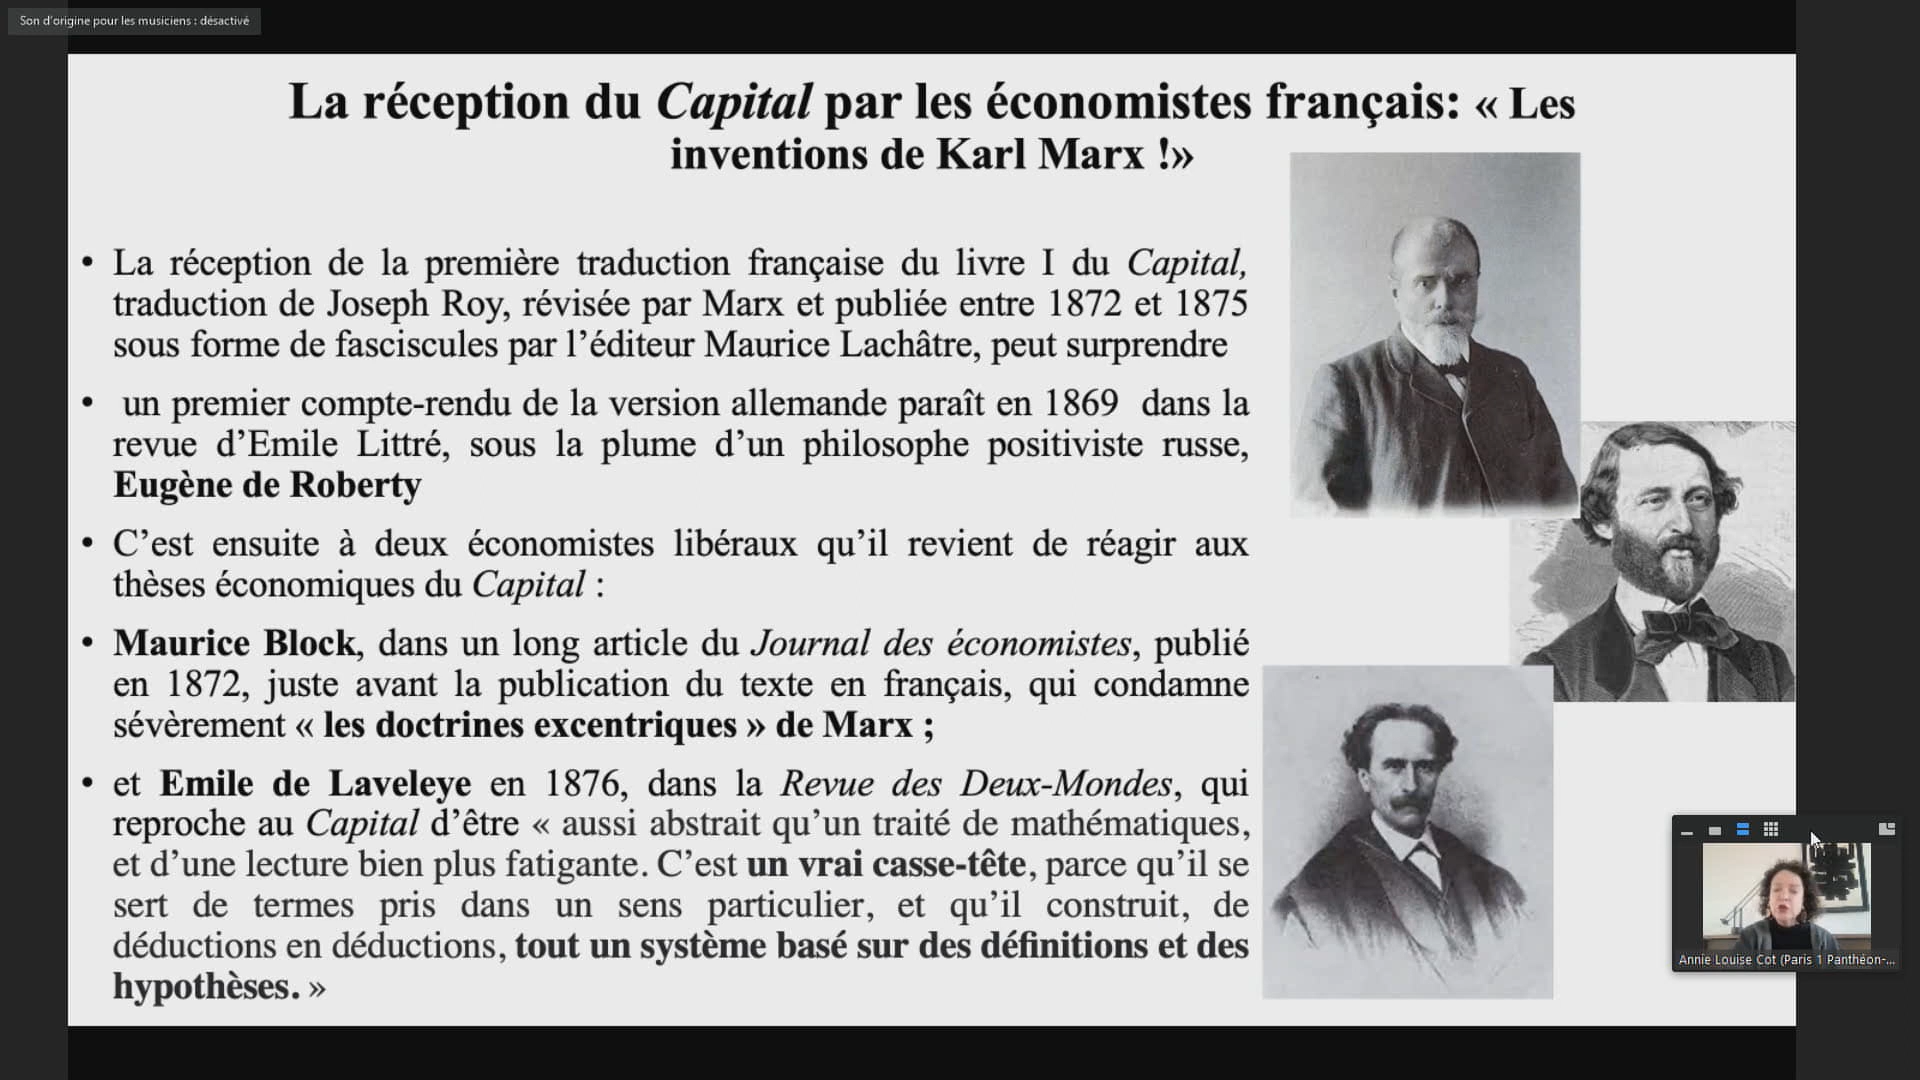 Son d'origine pour les musiciens : désactivé
La réception du Capital par les économistes français: « Les
inventions de Karl Marx !»
• La réception de la première traduction française du livre I du Capital,
traduction de Joseph Roy, révisée par Marx et publiée entre 1872 et 1875
sous forme de fasciscules par l’éditeur Maurice Lachâtre, peut surprendre
• un premier compte-rendu de la version allemande paraît en 1869 dans la
revue d’Emile Littré, sous la plume d’un philosophe positiviste russe,
Eugène de Roberty
• C’est ensuite à deux économistes libéraux qu’il revient de réagir aux
thèses économiques du Capital :
• Maurice Block, dans un long article du Journal des économistes, publié
en 1872, juste avant la publication du texte en français, qui condamne
sévèrement « les doctrines excentriques » de Marx ;
• et Emile de Laveleye en 1876, dans la Revue des Deux-Mondes, qui
reproche au Capital d’être « aussi abstrait qu’un traité de mathématiques,
et d’une lecture bien plus fatigante. C’est un vrai casse-tête, parce qu’il se
sert de termes pris dans un sens particulier, et qu’il construit, de
déductions en déductions, tout un système basé sur des définitions et des
hypothèses. »
Annie Louise Cot (Paris 1 Panthéon-...